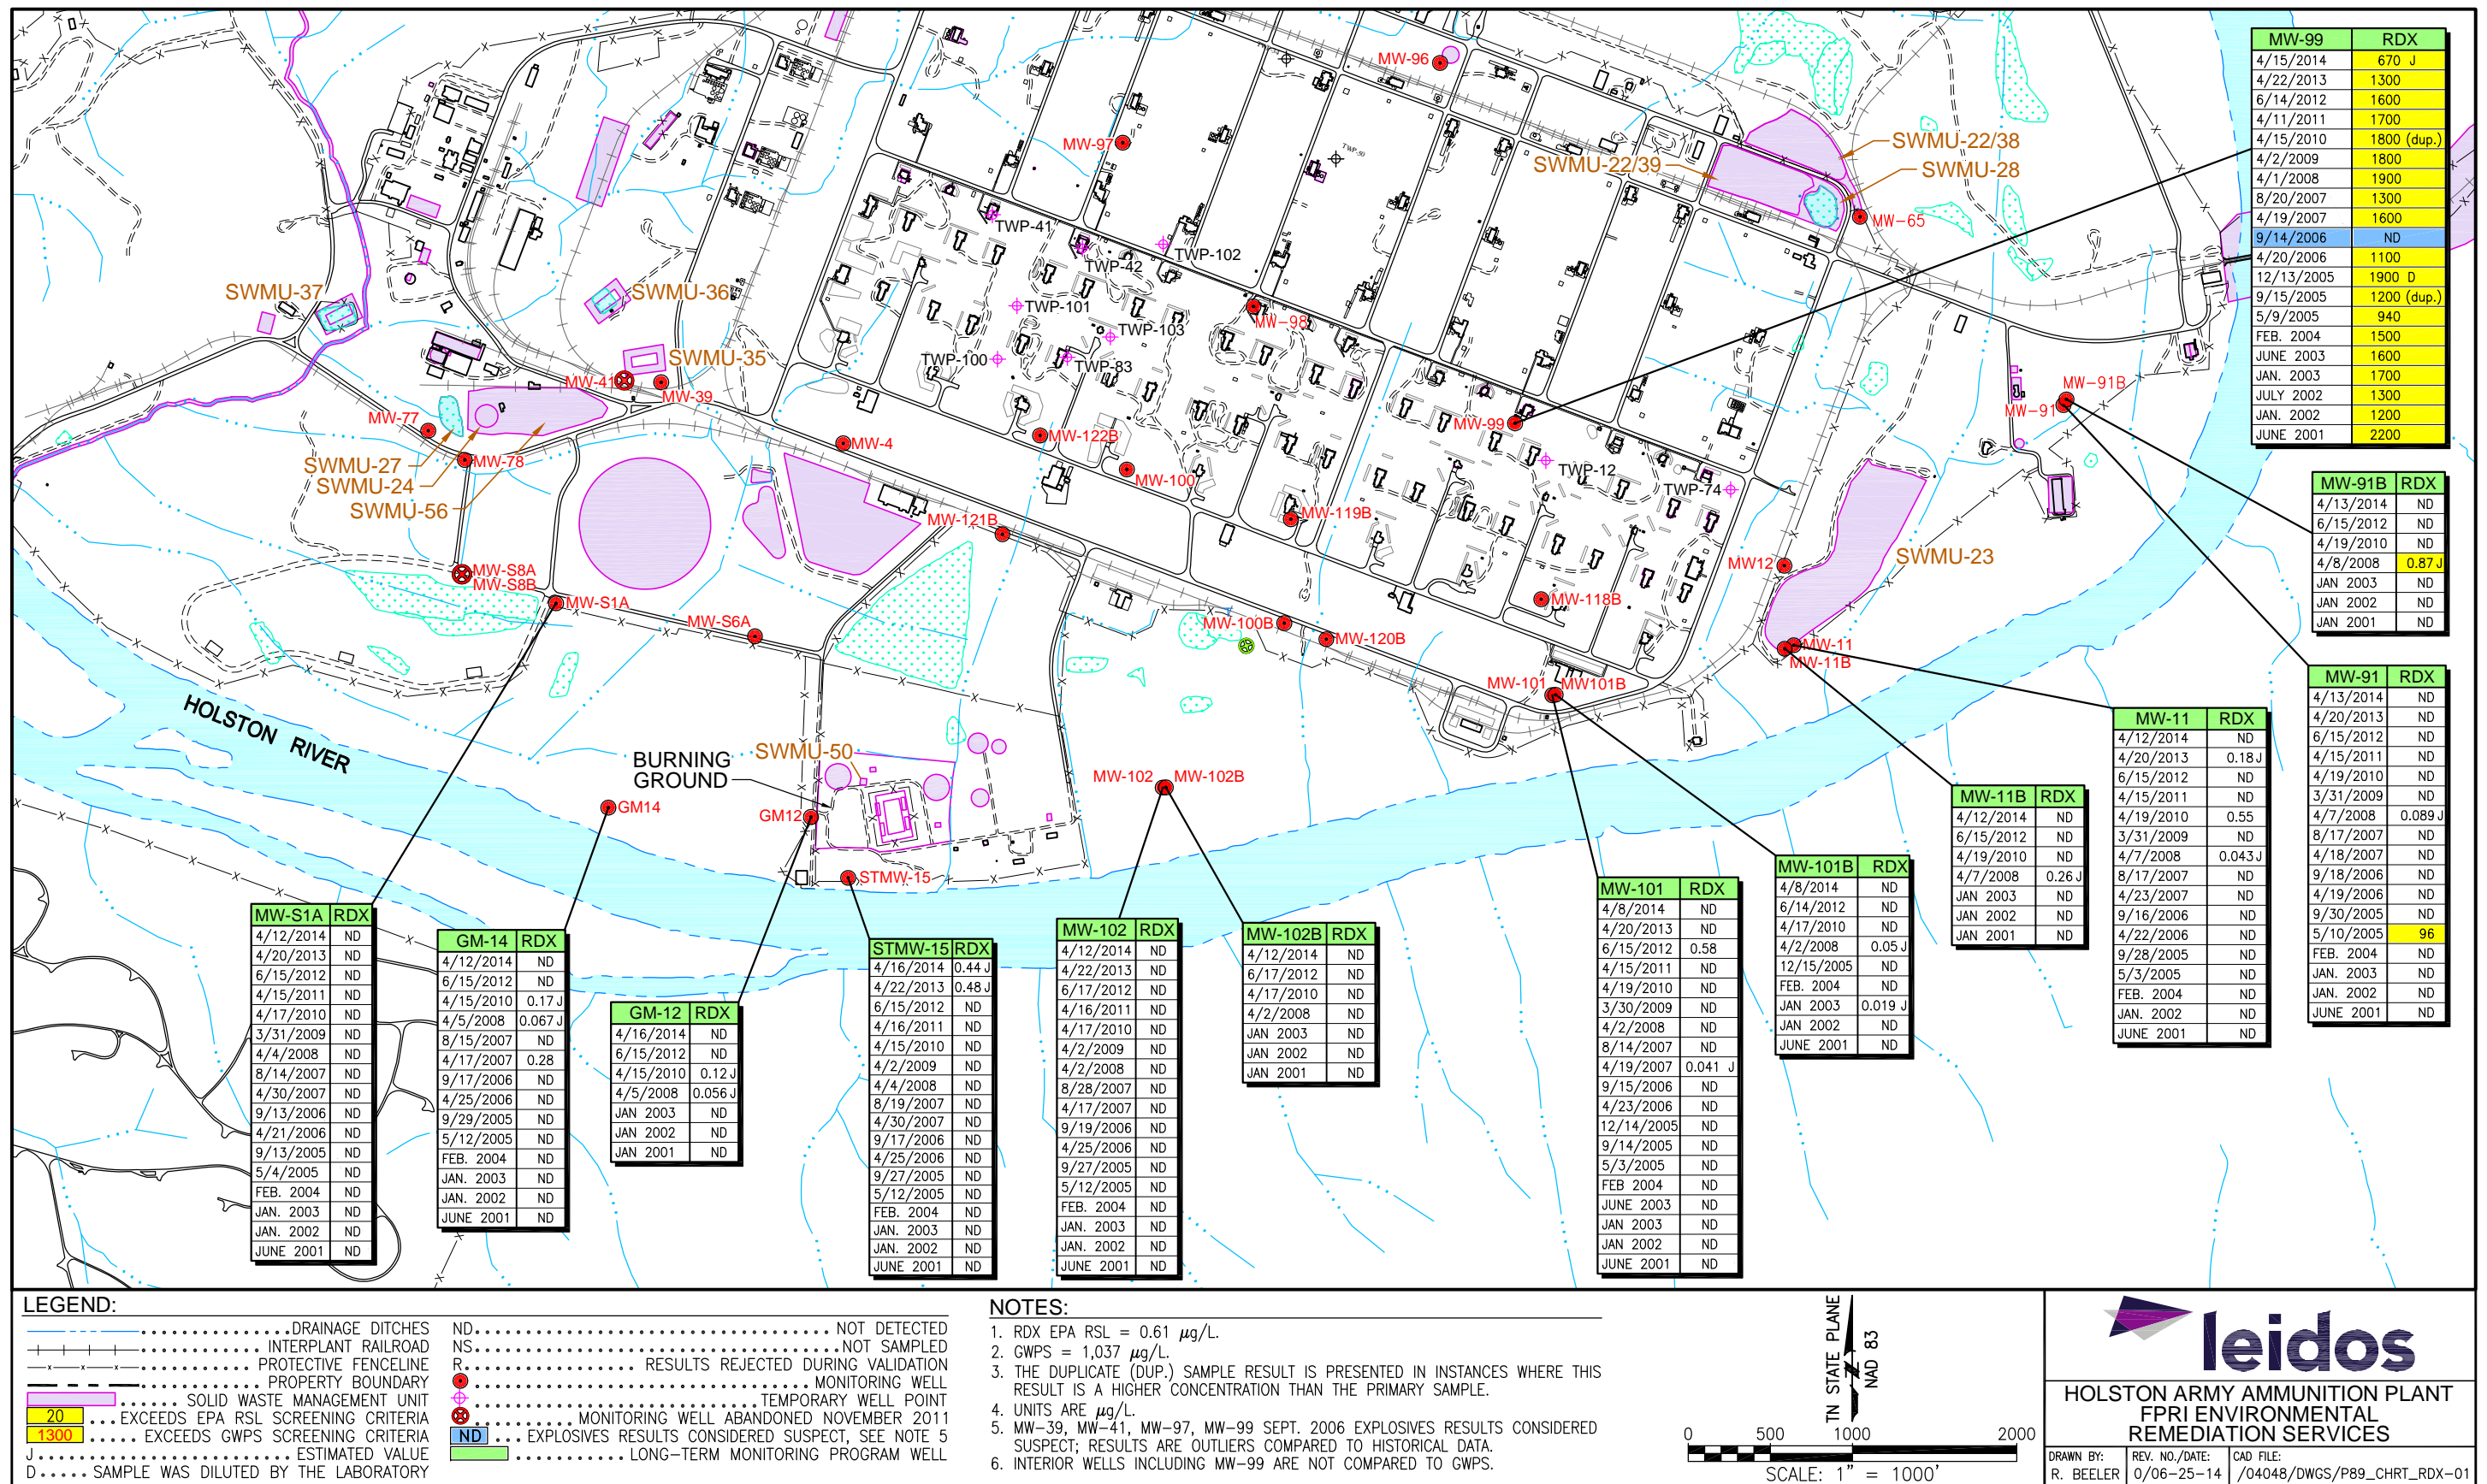 MW-96
MW-97
TWP-50
SWMU-22/38
SWMU-22/39
SWMU-28
MW-65
TWP-41
TWP-42
TWP-102
SWMU-37
SWMU-36
TWP-101
TWP-103
MW-98
SWMU-35
TWP-100
TWP-83
MW-41
MW-39
MW-91B
MW-91
MW-77
MW-4
MW-122B
MW-99
SWMU-27
MW-78
SWMU-24
SWMU-56
MW-100
TWP-12
TWP-74
MW-121B
MW-119B
MW-S8A
MW-S8B
MW12
SWMU-23
MW-S1A
MW-S6A
MW-100B
MW-120B
MW-118B
MW-11
MW-11B
MW-101
MW101B
HOLSTON RIVER
BURNING
GROUND
SWMU-50
MW-102
MW-102B
GM14
GM12
STMW-15
MW-99 RDX
4/15/2014 670 J
4/22/2013 1300
6/14/2012 1600
4/11/2011 1700
4/15/2010 1800 (dup.)
4/2/2009 1800
4/1/2008 1900
8/20/2007 1300
4/19/2007 1600
9/14/2006 ND
4/20/2006 1100
12/13/2005 1900 D
9/15/2005 1200 (dup.)
5/9/2005 940
FEB. 2004 1500
JUNE 2003 1600
JAN. 2003 1700
JULY 2002 1300
JAN. 2002 1200
JUNE 2001 2200
MW-91B RDX
4/13/2014 ND
6/15/2012 ND
4/19/2010 ND
4/8/2008 0.87 J
JAN 2003 ND
JAN 2002 ND
JAN 2001 ND
MW-91 RDX
4/13/2014 ND
4/20/2013 ND
6/15/2012 ND
4/15/2011 ND
4/19/2010 ND
3/31/2009 ND
4/7/2008 0.089 J
8/17/2007 ND
4/18/2007 ND
9/18/2006 ND
4/19/2006 ND
9/30/2005 ND
5/10/2005 96
FEB. 2004 ND
JAN. 2003 ND
JAN. 2002 ND
JUNE 2001 ND
MW-11 RDX
4/12/2014 ND
4/20/2013 0.18 J
6/15/2012 ND
4/15/2011 ND
4/19/2010 0.55
3/31/2009 ND
4/7/2008 0.043 J
8/17/2007 ND
4/23/2007 ND
9/16/2006 ND
4/22/2006 ND
9/28/2005 ND
5/3/2005 ND
FEB. 2004 ND
JAN. 2002 ND
JUNE 2001 ND
MW-11B RDX
4/12/2014 ND
6/15/2012 ND
4/19/2010 ND
4/7/2008 0.26 J
JAN 2003 ND
JAN 2002 ND
JAN 2001 ND
MW-101B RDX
4/8/2014 ND
6/14/2012 ND
4/17/2010 ND
4/2/2008 0.05 J
12/15/2005 ND
FEB. 2004 ND
JAN 2003 0.019 J
JAN 2002 ND
JUNE 2001 ND
MW-101 RDX
4/8/2014 ND
4/20/2013 ND
6/15/2012 0.58
4/15/2011 ND
4/19/2010 ND
3/30/2009 ND
4/2/2008 ND
8/14/2007 ND
4/19/2007 0.041 J
9/15/2006 ND
4/23/2006 ND
12/14/2005 ND
9/14/2005 ND
5/3/2005 ND
FEB 2004 ND
JUNE 2003 ND
JAN 2003 ND
JAN 2002 ND
JUNE 2001 ND
MW-102B RDX
4/12/2014 ND
6/17/2012 ND
4/17/2010 ND
4/2/2008 ND
JAN 2003 ND
JAN 2002 ND
JAN 2001 ND
MW-102 RDX
4/12/2014 ND
4/22/2013 ND
6/17/2012 ND
4/16/2011 ND
4/17/2010 ND
4/2/2009 ND
4/2/2008 ND
8/28/2007 ND
4/17/2007 ND
9/19/2006 ND
4/25/2006 ND
9/27/2005 ND
5/12/2005 ND
FEB. 2004 ND
JAN. 2003 ND
JAN. 2002 ND
JUNE 2001 ND
STMW-15 RDX
4/16/2014 0.44 J
4/22/2013 0.48 J
6/15/2012 ND
4/16/2011 ND
4/15/2010 ND
4/2/2009 ND
4/4/2008 ND
8/19/2007 ND
4/30/2007 ND
9/17/2006 ND
4/25/2006 ND
9/27/2005 ND
5/12/2005 ND
FEB. 2004 ND
JAN. 2003 ND
JAN. 2002 ND
JUNE 2001 ND
GM-12 RDX
4/16/2014 ND
6/15/2012 ND
4/15/2010 0.12 J
4/5/2008 0.056 J
JAN 2003 ND
JAN 2002 ND
JAN 2001 ND
GM-14 RDX
4/12/2014 ND
6/15/2012 ND
4/15/2010 0.17 J
4/5/2008 0.067 J
8/15/2007 ND
4/17/2007 0.28
9/17/2006 ND
4/25/2006 ND
9/29/2005 ND
5/12/2005 ND
FEB. 2004 ND
JAN. 2003 ND
JAN. 2002 ND
JUNE 2001 ND
MW-S1A RDX
4/12/2014 ND
4/20/2013 ND
6/15/2012 ND
4/15/2011 ND
4/17/2010 ND
3/31/2009 ND
4/4/2008 ND
8/14/2007 ND
4/30/2007 ND
9/13/2006 ND
4/21/2006 ND
9/13/2005 ND
5/4/2005 ND
FEB. 2004 ND
JAN. 2003 ND
JAN. 2002 ND
JUNE 2001 ND
LEGEND:
DRAINAGE DITCHES
INTERPLANT RAILROAD
PROTECTIVE FENCELINE
PROPERTY BOUNDARY
SOLID WASTE MANAGEMENT UNIT
20 ... EXCEEDS EPA RSL SCREENING CRITERIA
1300 ..... EXCEEDS GWPS SCREENING CRITERIA
J ..... ESTIMATED VALUE
D ..... SAMPLE WAS DILUTED BY THE LABORATORY
ND ..... NOT DETECTED
NS ..... NOT SAMPLED
R ..... RESULTS REJECTED DURING VALIDATION
MONITORING WELL
TEMPORARY WELL POINT
MONITORING WELL ABANDONED NOVEMBER 2011
ND ... EXPLOSIVES RESULTS CONSIDERED SUSPECT, SEE NOTE 5
LONG-TERM MONITORING PROGRAM WELL
NOTES:
1. RDX EPA RSL = 0.61 µg/L.
2. GWPS = 1,037 µg/L.
3. THE DUPLICATE (DUP.) SAMPLE RESULT IS PRESENTED IN INSTANCES WHERE THIS
RESULT IS A HIGHER CONCENTRATION THAN THE PRIMARY SAMPLE.
4. UNITS ARE µg/L.
5. MW-39, MW-41, MW-97, MW-99 SEPT. 2006 EXPLOSIVES RESULTS CONSIDERED
SUSPECT; RESULTS ARE OUTLIERS COMPARED TO HISTORICAL DATA.
6. INTERIOR WELLS INCLUDING MW-99 ARE NOT COMPARED TO GWPS.
TN STATE PLANE
NAD 83
0 500 1000 2000
SCALE: 1" = 1000'
leidos
HOLSTON ARMY AMMUNITION PLANT
FPRI ENVIRONMENTAL
REMEDIATION SERVICES
DRAWN BY: R. BEELER
REV. NO./DATE: 0/06-25-14
CAD FILE: /04048/DWGS/P89_CHRT_RDX-01